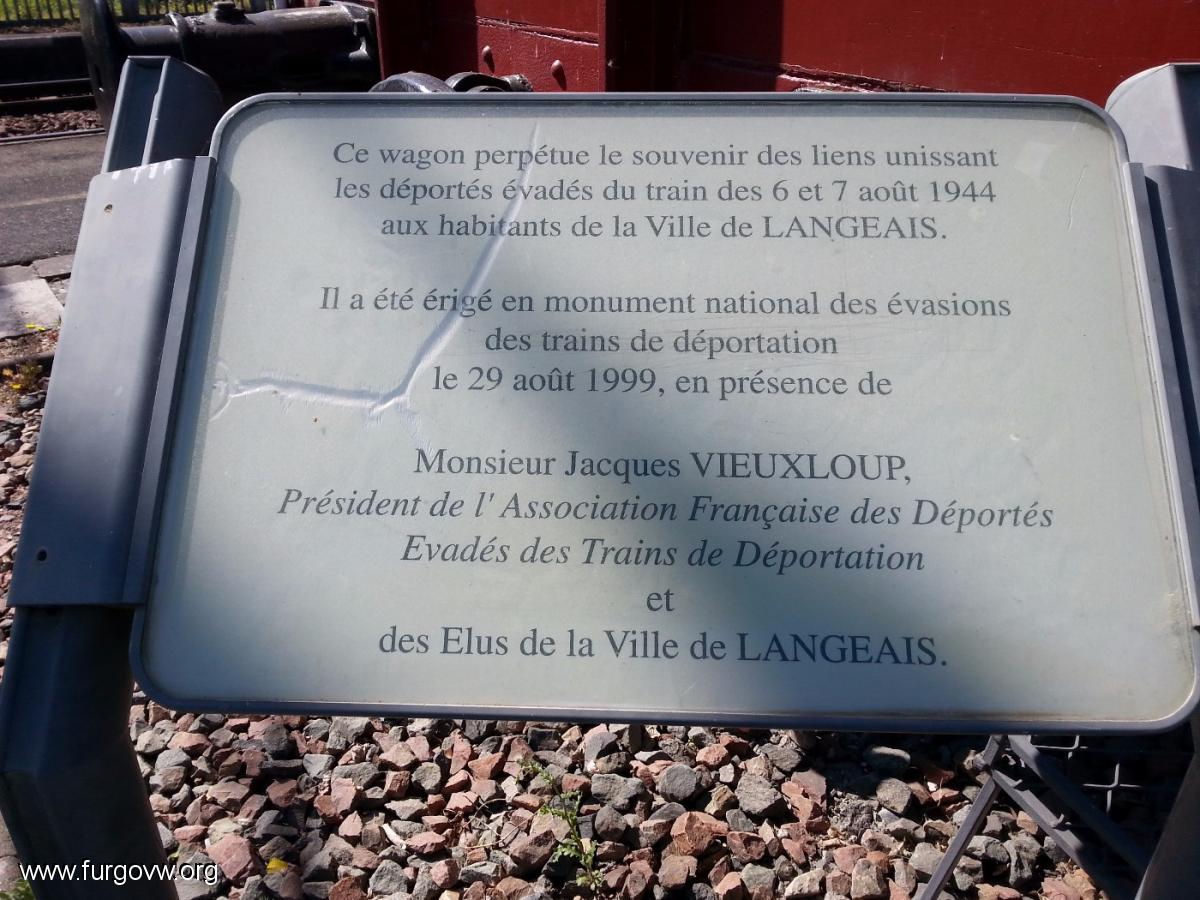 Ce wagon perpétue le souvenir des liens unissant
les déportés évadés du train des 6 et 7 août 1944
aux habitants de la Ville de LANGEAIS.
Il a été érigé en monument national des évasions
des trains de déportation
le 29 août 1999, en présence de
Monsieur Jacques VIEUXLOUP,
Président de l' Association Française des Déportés
Evadés des Trains de Déportation
et
des Elus de la Ville de LANGEAIS.
www.furgovw.org